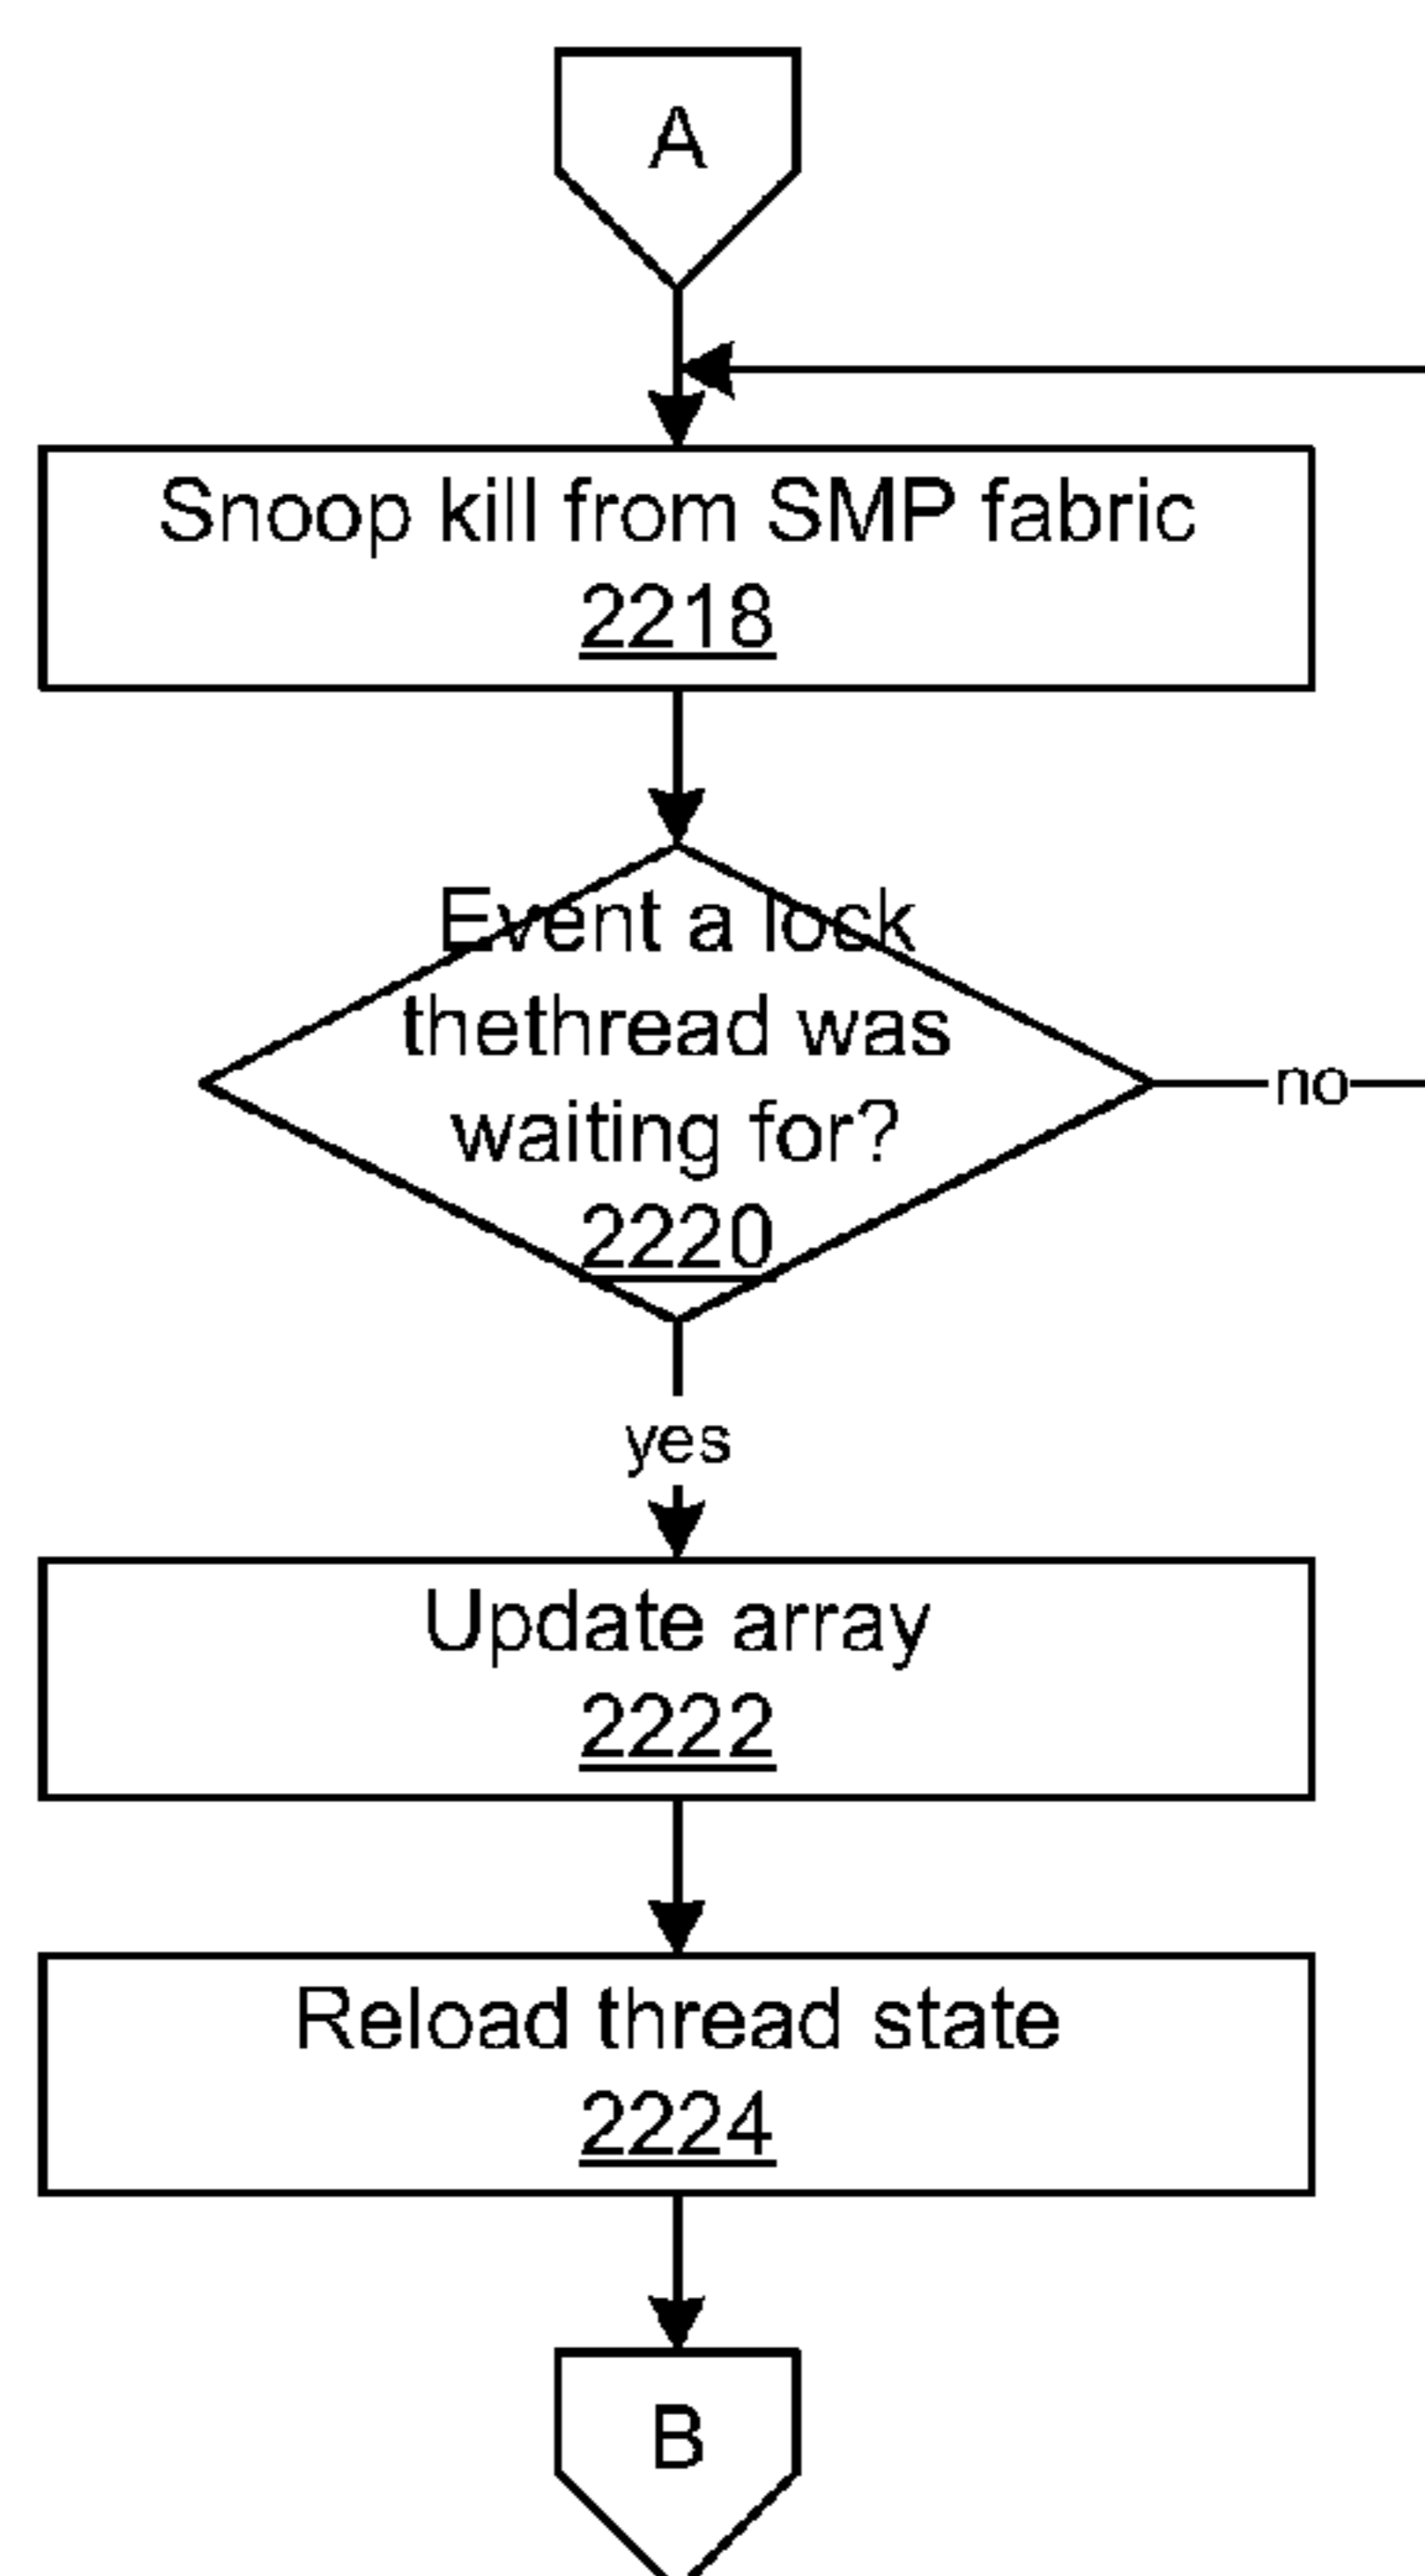 A
Snoop kill from SMP fabric
2218
Event a lock
thethread was
waiting for?
2220
no
yes
Update array
2222
Reload thread state
2224
B